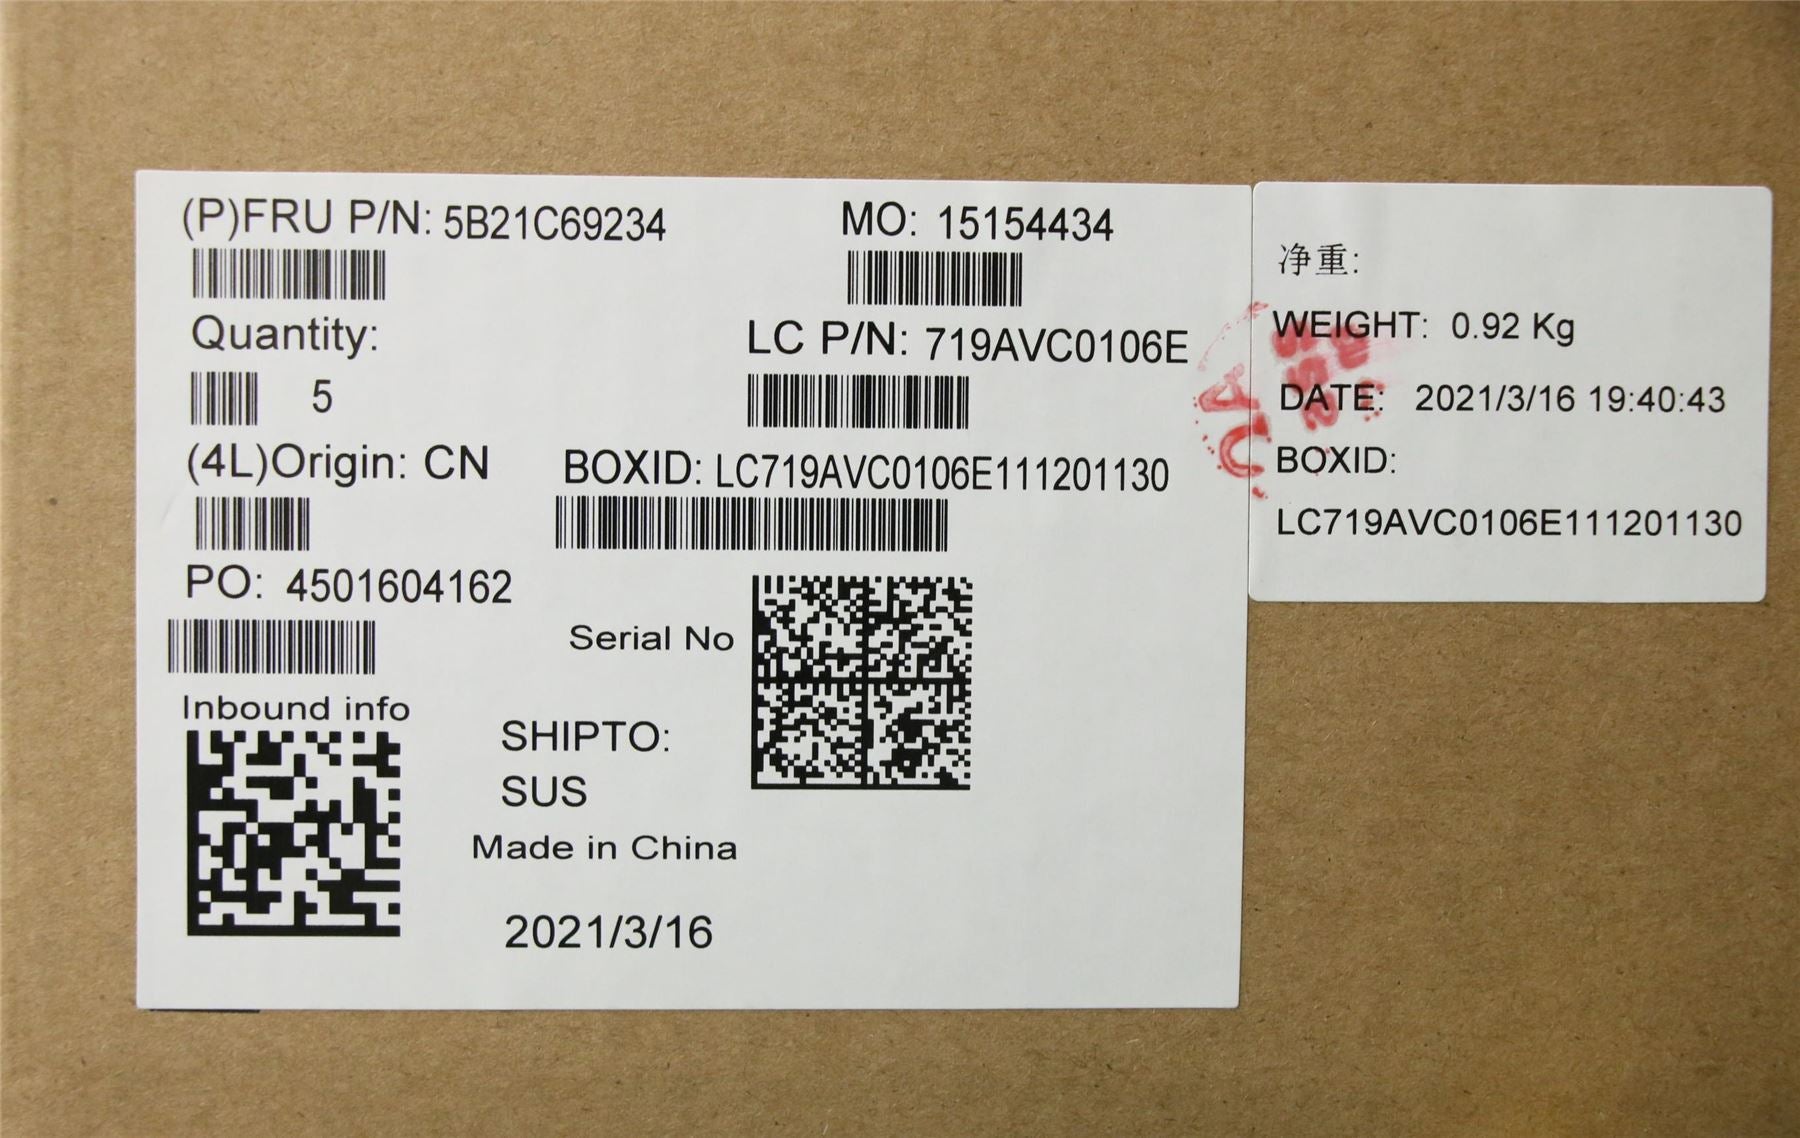 (P)FRU P/N: 5B21C69234
MO: 15154434
Quantity:
5
LC P/N: 719AVC0106E
(4L)Origin: CN
BOXID: LC719AVC0106E111201130
PO: 4501604162
Serial No
Inbound info
SHIPTO:
SUS
Made in China
2021/3/16
净重:
WEIGHT: 0.92 Kg
DATE: 2021/3/16 19:40:43
BOXID:
LC719AVC0106E111201130